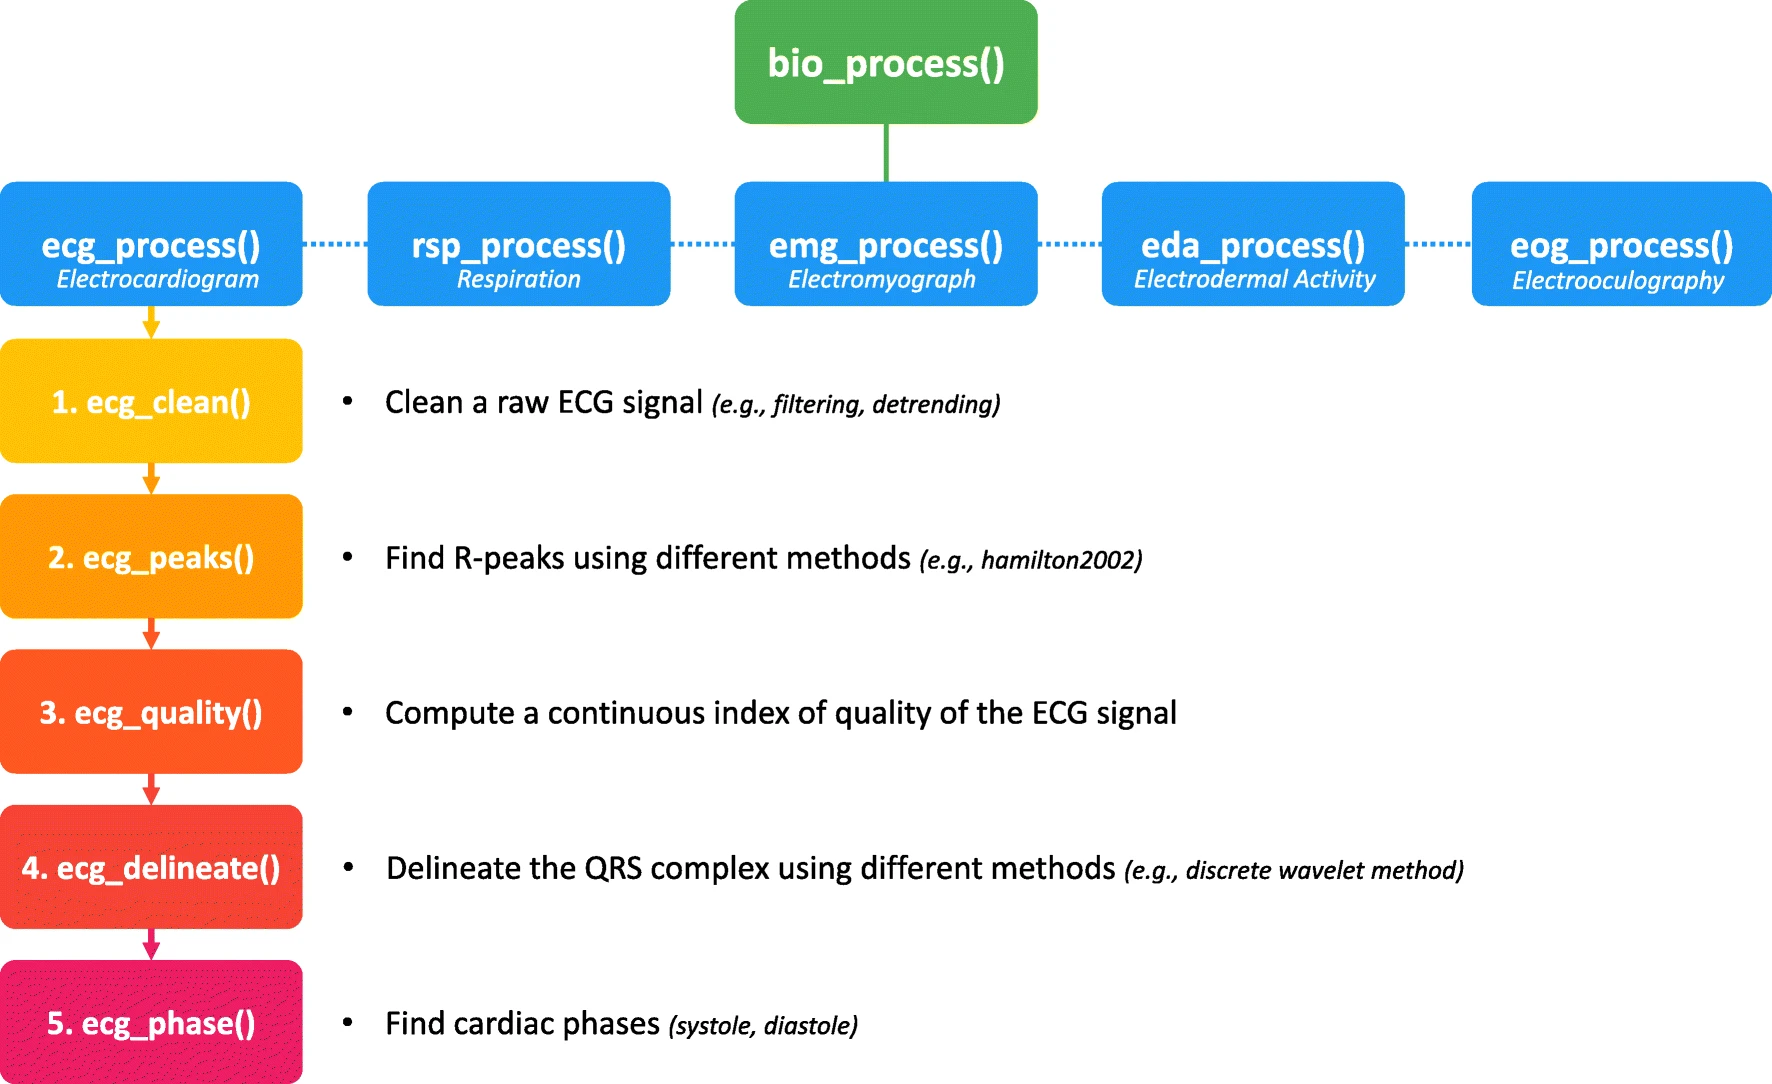 bio_process()
ecg_process()
Electrocardiogram
rsp_process()
Respiration
emg_process()
Electromyograph
eda_process()
Electrodermal Activity
eog_process()
Electrooculography
1. ecg_clean()
• Clean a raw ECG signal (e.g., filtering, detrending)
2. ecg_peaks()
• Find R-peaks using different methods (e.g., hamilton2002)
3. ecg_quality()
• Compute a continuous index of quality of the ECG signal
4. ecg_delineate()
• Delineate the QRS complex using different methods (e.g., discrete wavelet method)
5. ecg_phase()
• Find cardiac phases (systole, diastole)